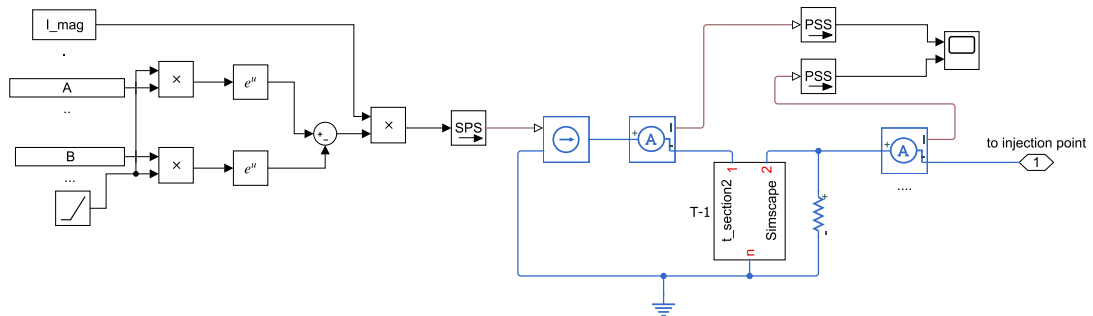 I_mag
.
A
×
e^u
..
B
×
e^u
...
+
−
×
SPS
+
A
I
-
PSS
PSS
T-1
t_section2
1
2
Simscape
n
+
-
+
A
I
-
....
to injection point
1